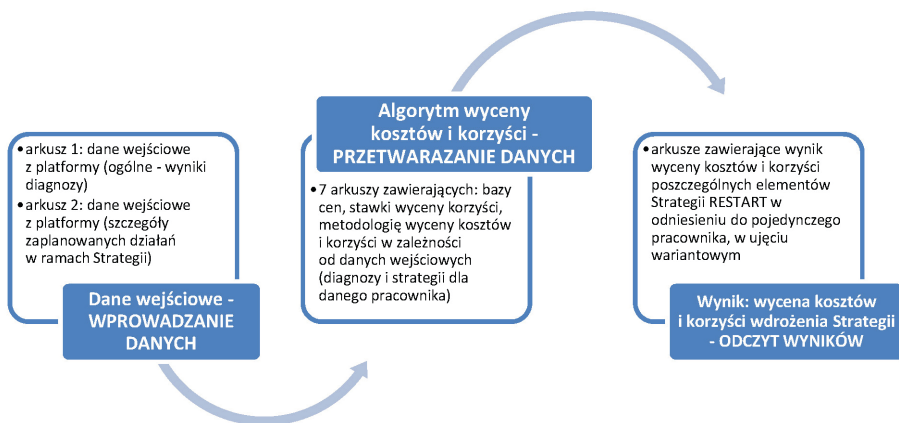 •arkusz 1: dane wejściowe
z platformy (ogólne - wyniki
diagnozy)
•arkusz 2: dane wejściowe
z platformy (szczegóły
zaplanowanych działań
w ramach Strategii)
Dane wejściowe -
WPROWADZANIE
DANYCH
Algorytm wyceny
kosztów i korzyści -
PRZETWARAZANIE DANYCH
•7 arkuszy zawierających: bazy
cen, stawki wyceny korzyści,
metodologię wyceny kosztów
i korzyści w zależności
od danych wejściowych
(diagnozy i strategii dla
danego pracownika)
•arkusze zawierające wynik
wyceny kosztów i korzyści
poszczególnych elementów
Strategii RESTART w
odniesieniu do pojedynczego
pracownika, w ujęciu
wariantowym
Wynik: wycena kosztów
i korzyści wdrożenia Strategii
- ODCZYT WYNIKÓW